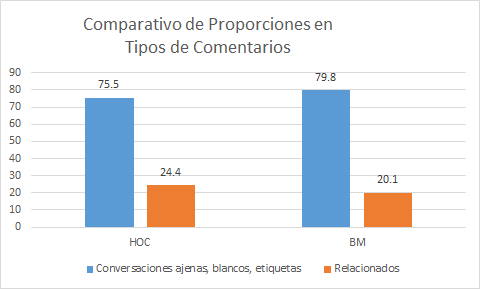 Comparativo de Proporciones en
Tipos de Comentarios
90
80
70
60
50
40
30
20
10
0
75.5
24.4
79.8
20.1
HOC
BM
Conversaciones ajenas, blancos, etiquetas
Relacionados